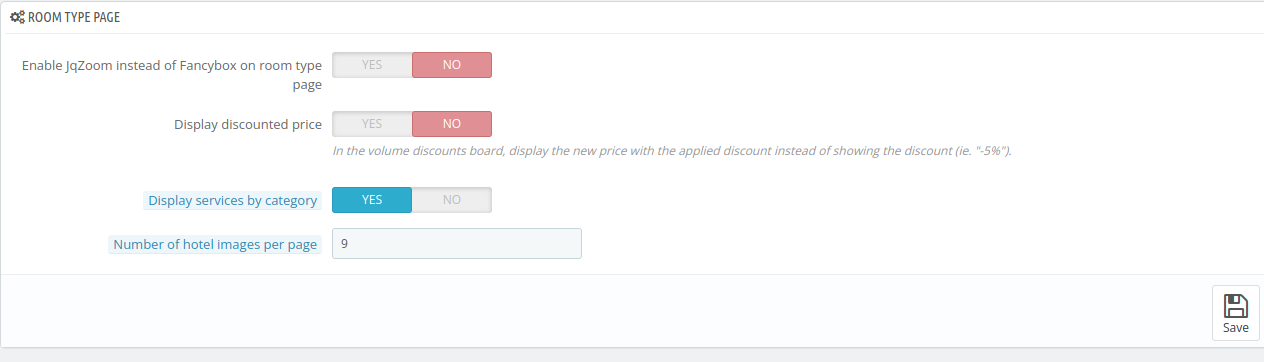 ROOM TYPE PAGE
Enable JqZoom instead of Fancybox on room type
page
YES NO
Display discounted price
YES NO
In the volume discounts board, display the new price with the applied discount instead of showing the discount (ie. "-5%").
Display services by category
YES NO
Number of hotel images per page
9
Save